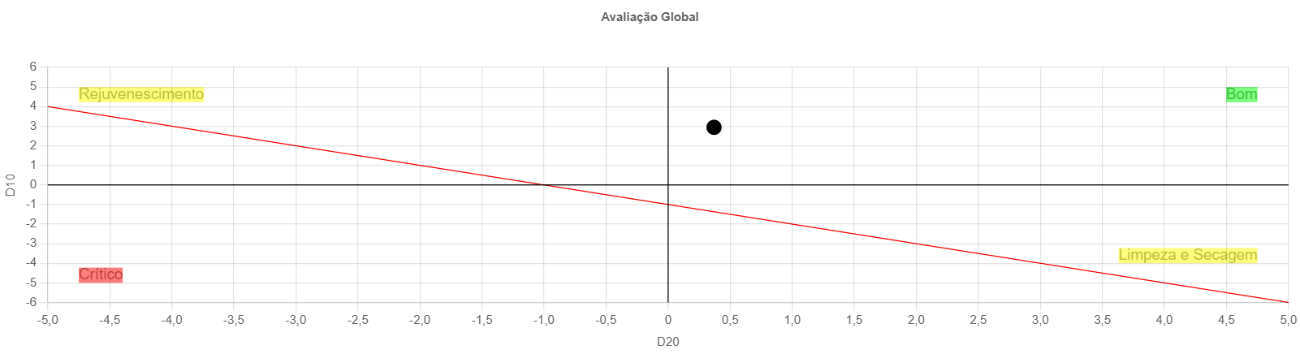 Avaliação Global
6
5
4
3
2
1
0
-1
-2
-3
-4
-5
-6
D10
Rejuvenescimento
Bom
Crítico
Limpeza e Secagem
-5,0 -4,5 -4,0 -3,5 -3,0 -2,5 -2,0 -1,5 -1,0 -0,5 0 0,5 1,0 1,5 2,0 2,5 3,0 3,5 4,0 4,5 5,0
D20